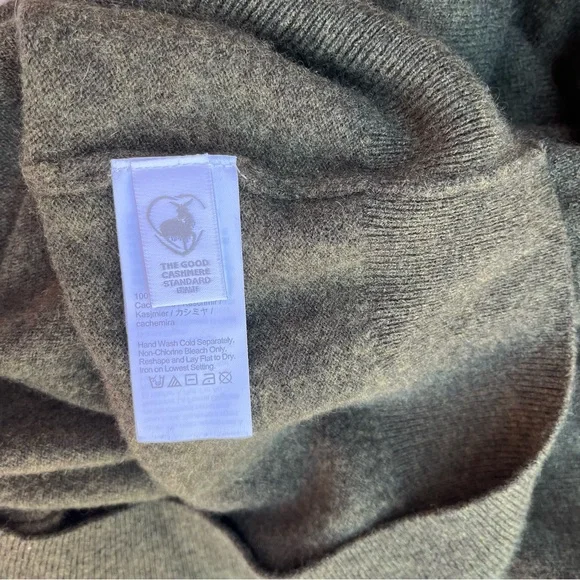 THE GOOD
CASHMERE
STANDARD
100
Kasjmier / カシミヤ /
cachemira
Hand Wash Cold Separately.
Non-Chlorine Bleach Only.
Reshape and Lay Flat to Dry.
Iron on Lowest Setting.